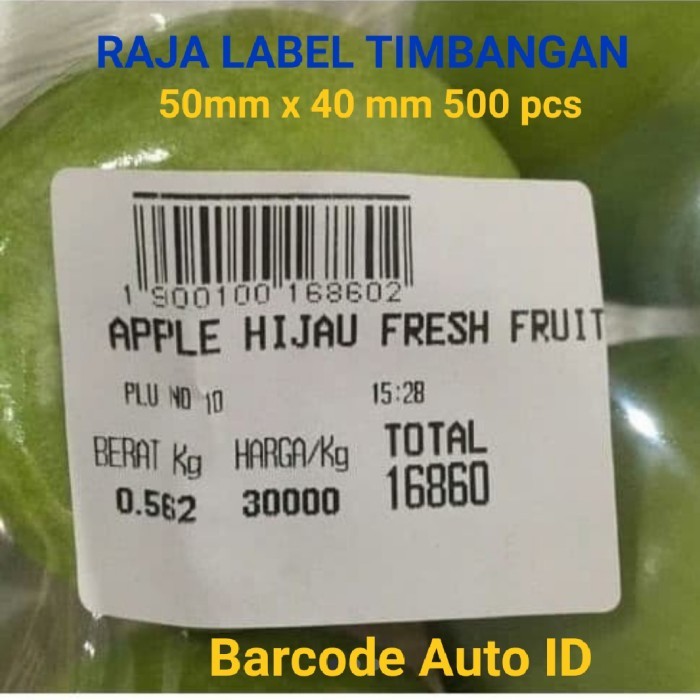 RAJA LABEL TIMBANGAN
50mm x 40 mm 500 pcs
1 900100 168602
APPLE HIJAU FRESH FRUIT
PLU NO 10 15:28
BERAT Kg HARGA/Kg TOTAL
0.562 30000 16860
Barcode Auto ID